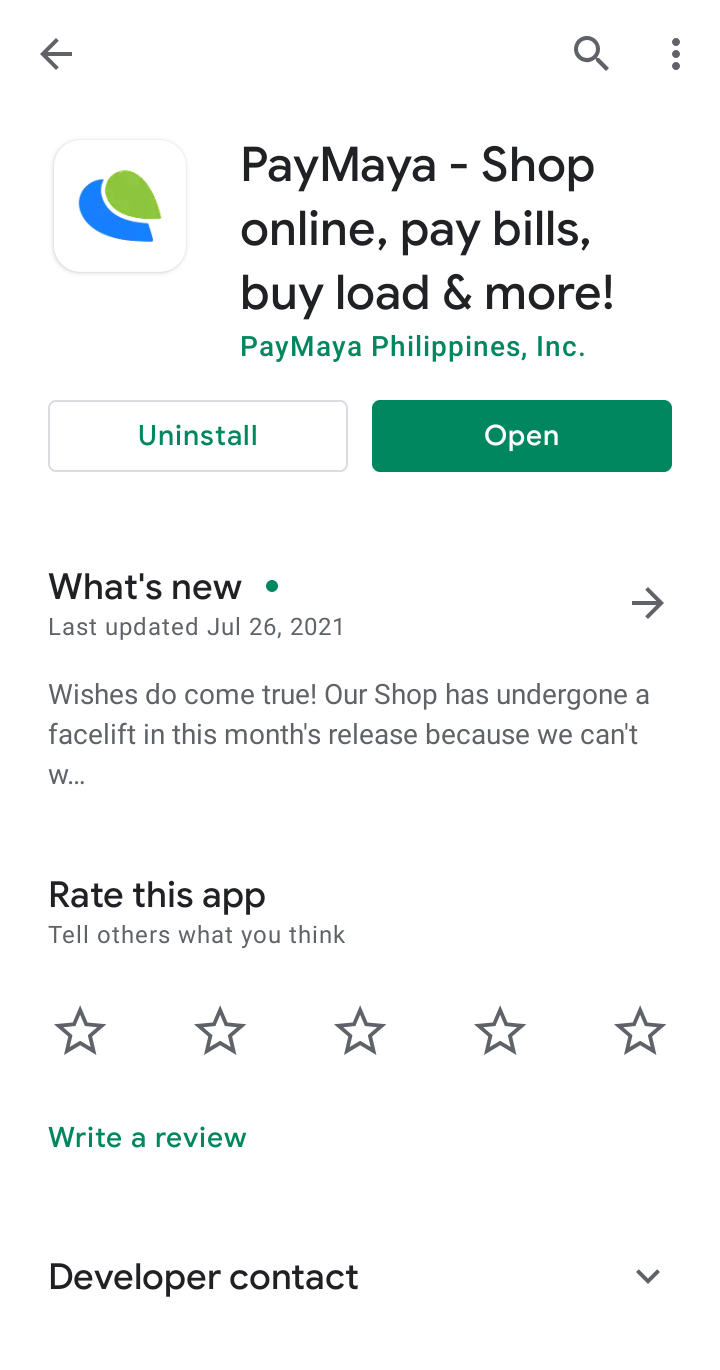 PayMaya - Shop
online, pay bills,
buy load & more!
PayMaya Philippines, Inc.
Uninstall
Open
What's new
Last updated Jul 26, 2021
Wishes do come true! Our Shop has undergone a
facelift in this month's release because we can't
w…
Rate this app
Tell others what you think
Write a review
Developer contact